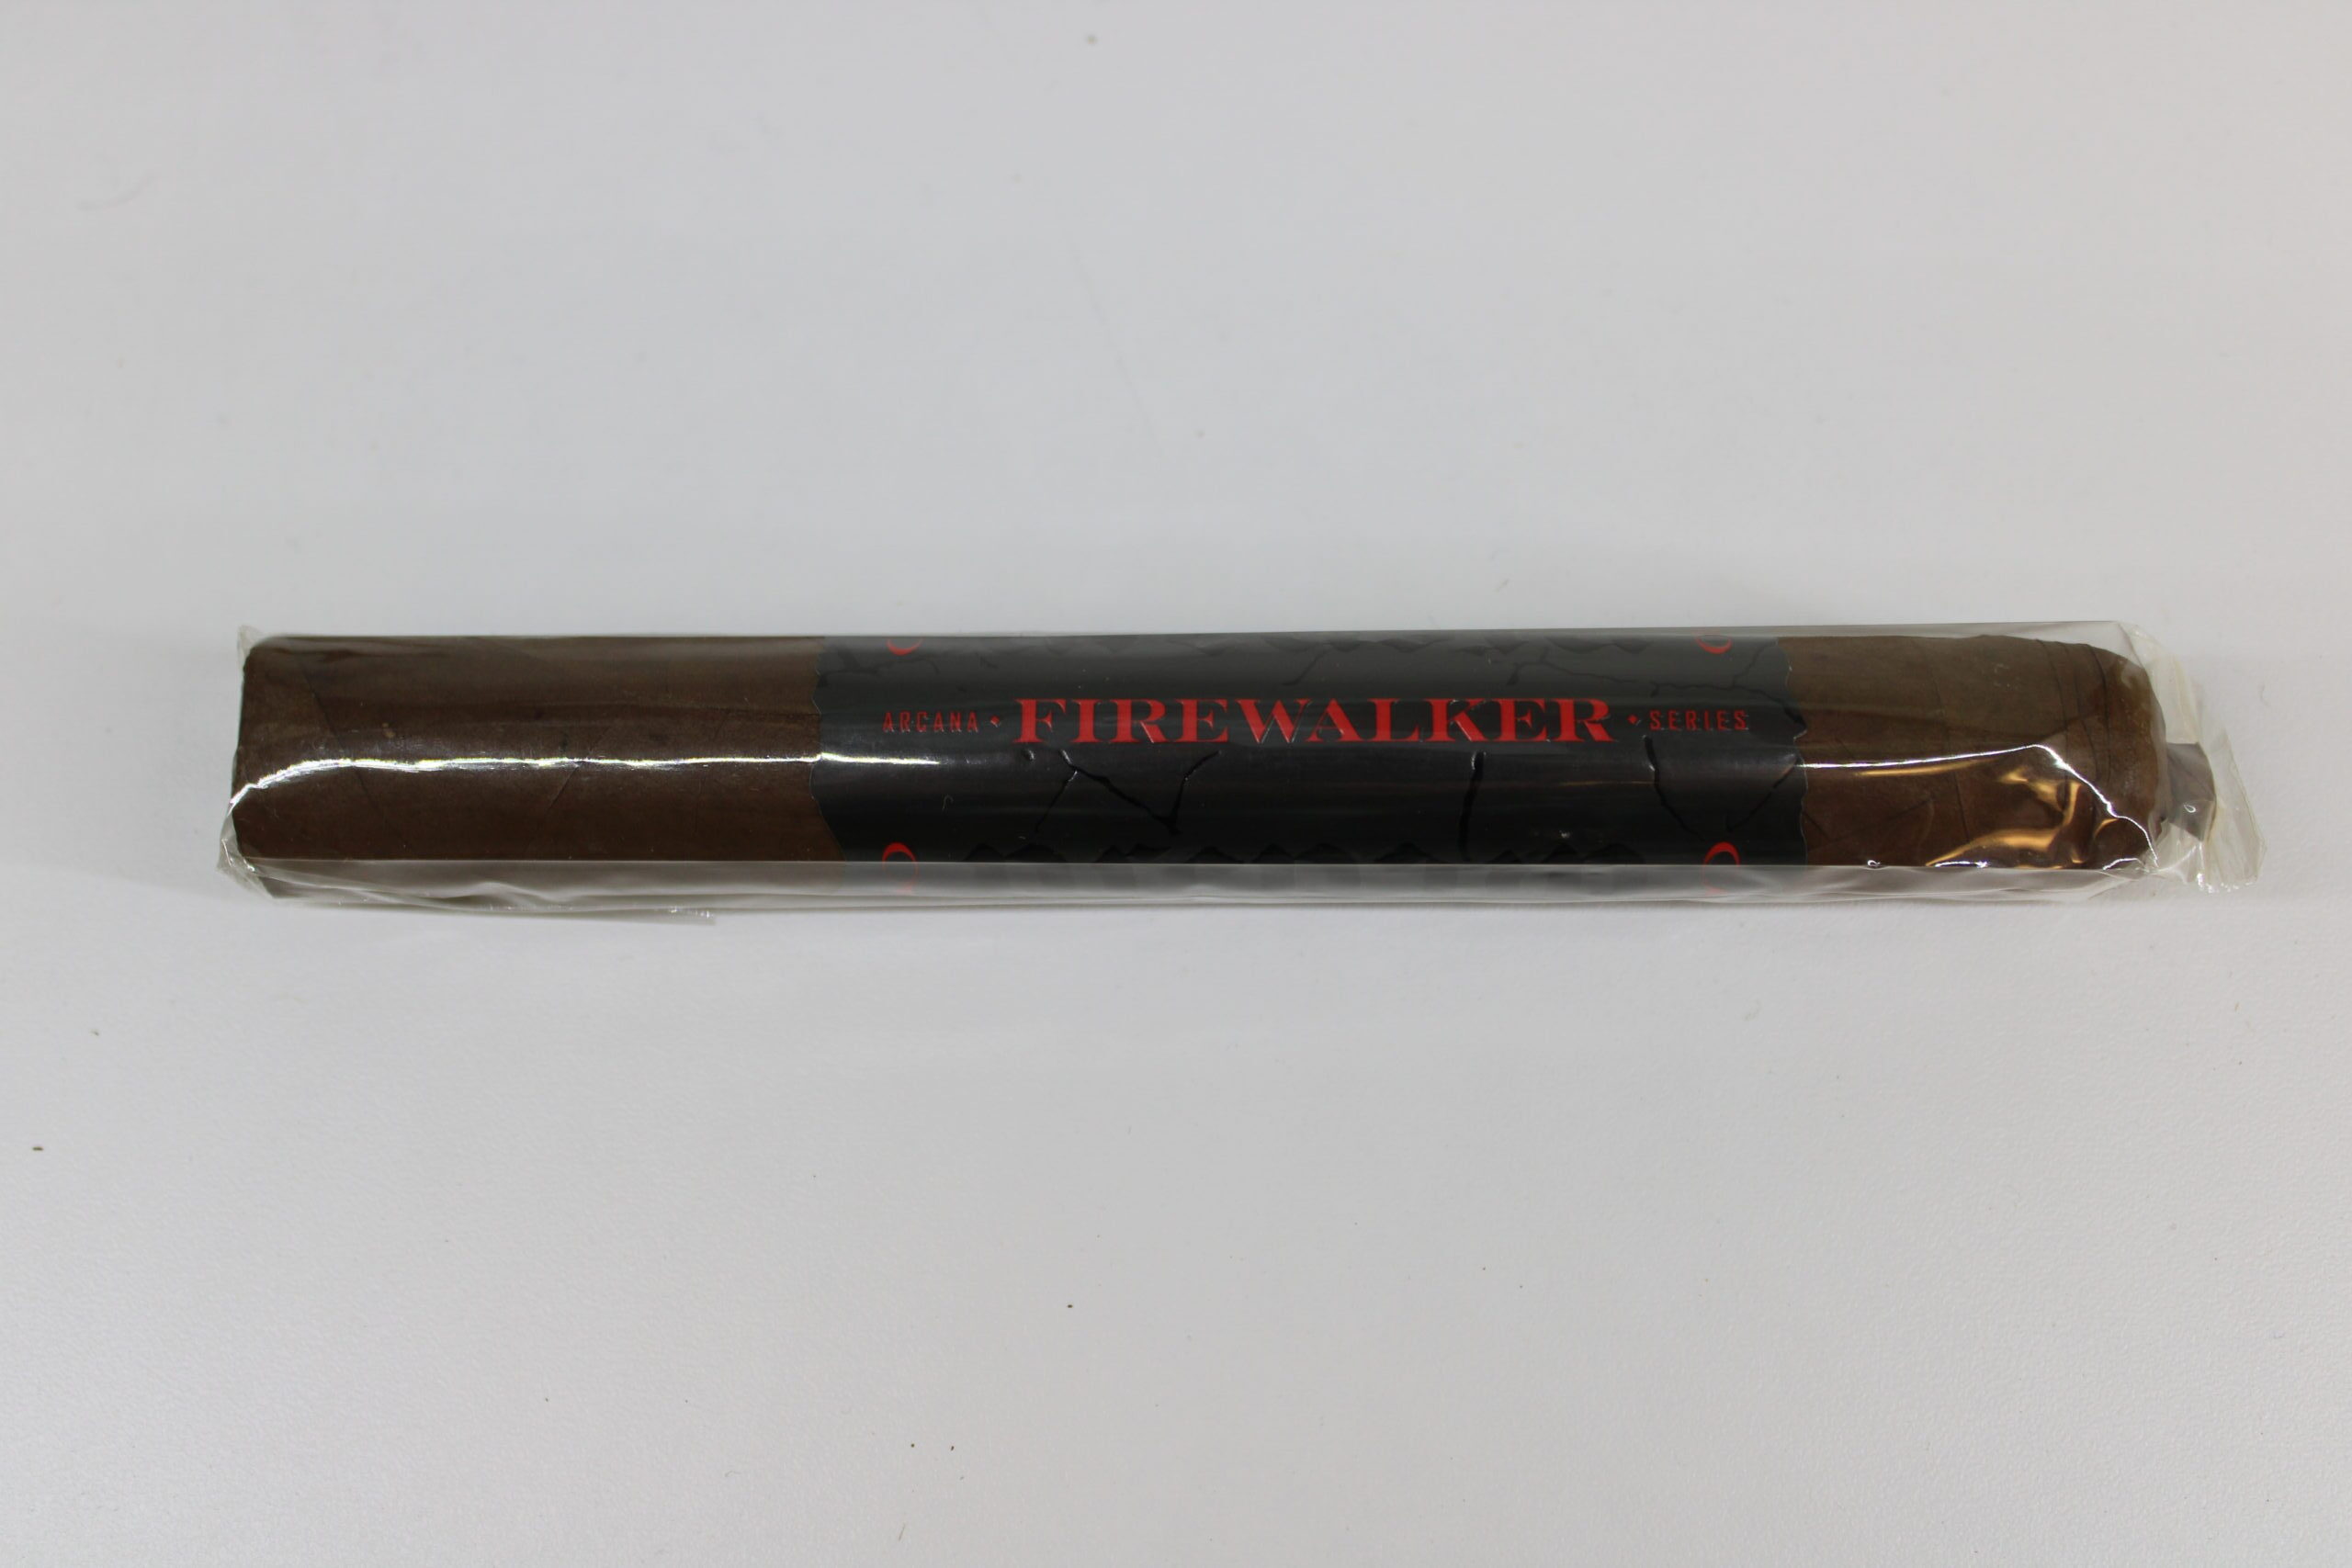 ARCANA • FIREWALKER • SERIES